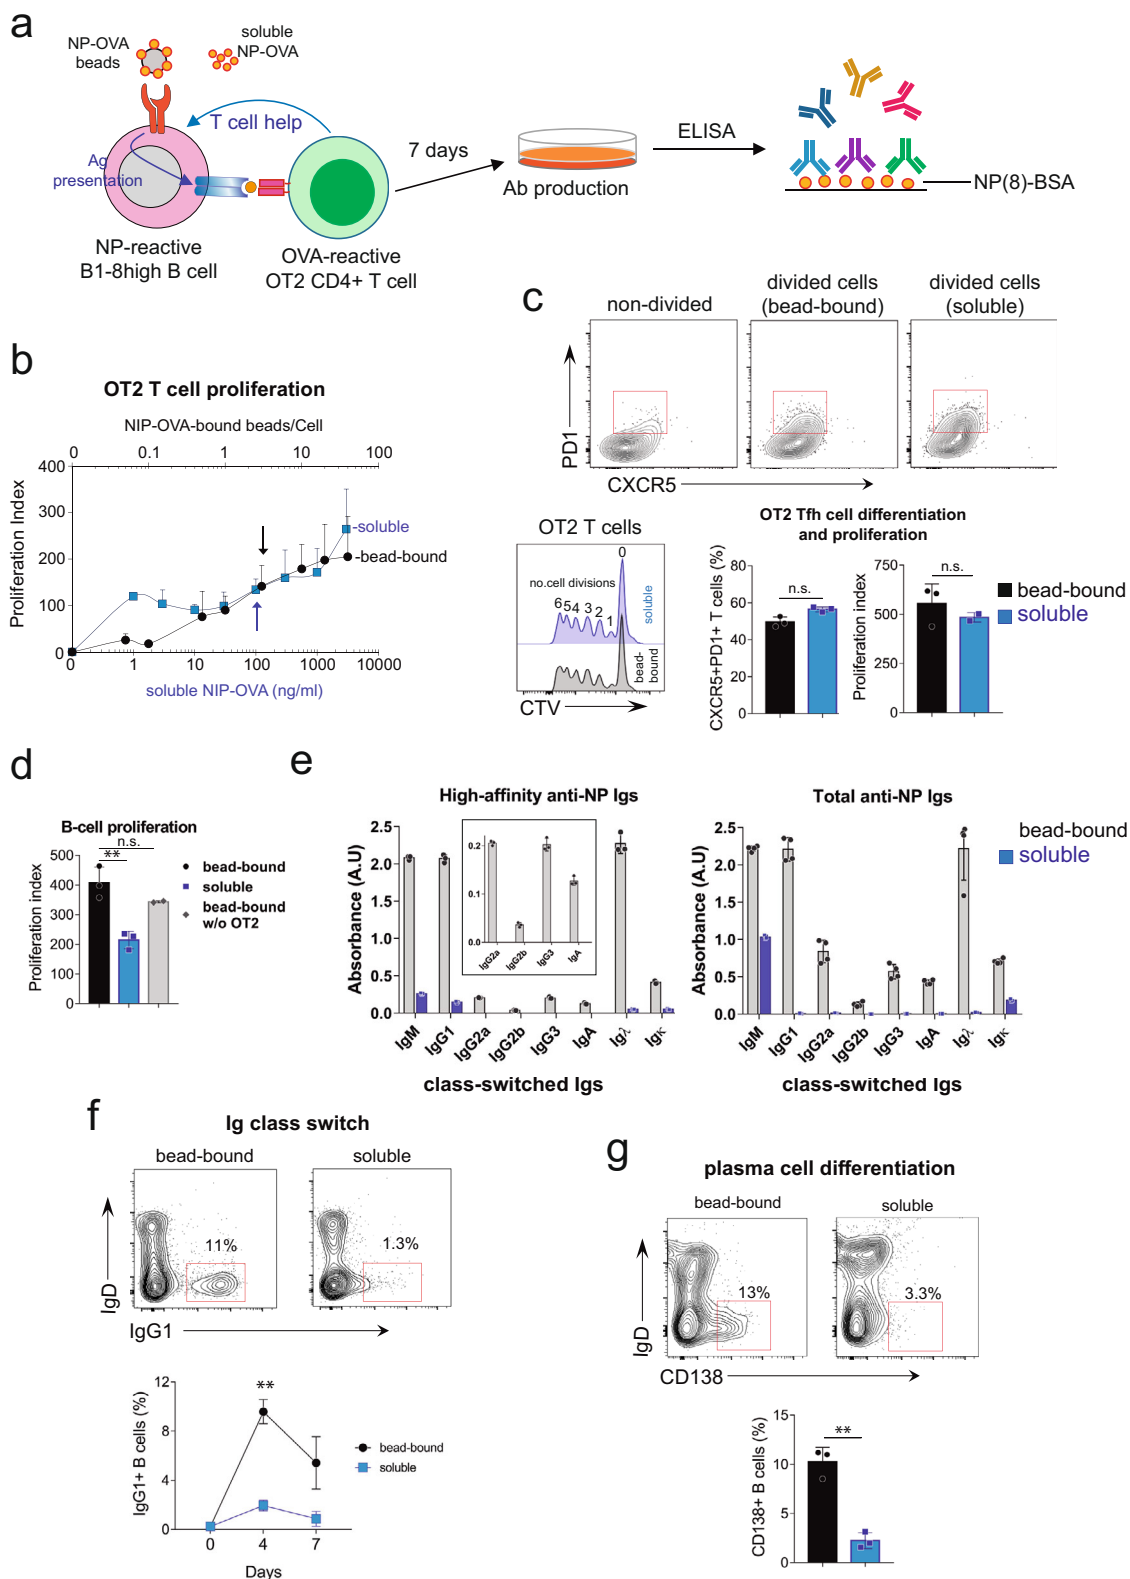 a
NP-OVA
beads
soluble
NP-OVA
T cell help
Ag
presentation
7 days
Ab production
ELISA
NP(8)-BSA
NP-reactive
B1-8high B cell
OVA-reactive
OT2 CD4+ T cell
b
OT2 T cell proliferation
NIP-OVA-bound beads/Cell
0 0.1 1 10 100
400
300
200
100
0
Proliferation Index
-soluble
-bead-bound
0 1 10 100 1000 10000
soluble NIP-OVA (ng/ml)
c
non-divided
divided cells
(bead-bound)
divided cells
(soluble)
PD1
CXCR5
OT2 T cells
0
no.cell divisions
6 5 4 3 2 1
soluble
bead-
bound
CTV
OT2 Tfh cell differentiation
and proliferation
CXCR5+PD1+ T cells (%)
80
60
40
20
0
n.s.
Proliferation index
750
500
250
0
n.s.
bead-bound
soluble
d
B-cell proliferation
n.s.
**
Proliferation index
500
400
300
200
100
0
bead-bound
soluble
bead-bound
w/o OT2
e
High-affinity anti-NP Igs
Absorbance (A.U)
2.5
2.0
1.5
1.0
0.5
0.0
0.2
0.1
0.0
IgG2a IgG2b IgG3 IgA
IgM IgG1 IgG2a IgG2b IgG3 IgA Igλ Igκ
class-switched Igs
Total anti-NP Igs
Absorbance (A.U)
2.5
2.0
1.5
1.0
0.5
0.0
IgM IgG1 IgG2a IgG2b IgG3 IgA Igλ Igκ
class-switched Igs
bead-bound
soluble
f
Ig class switch
bead-bound
soluble
11%
1.3%
IgD
IgG1
IgG1+ B cells (%)
12
8
4
0
**
0 4 7
Days
bead-bound
soluble
g
plasma cell differentiation
bead-bound
soluble
13%
3.3%
IgD
CD138
CD138+ B cells (%)
15
10
5
0
**